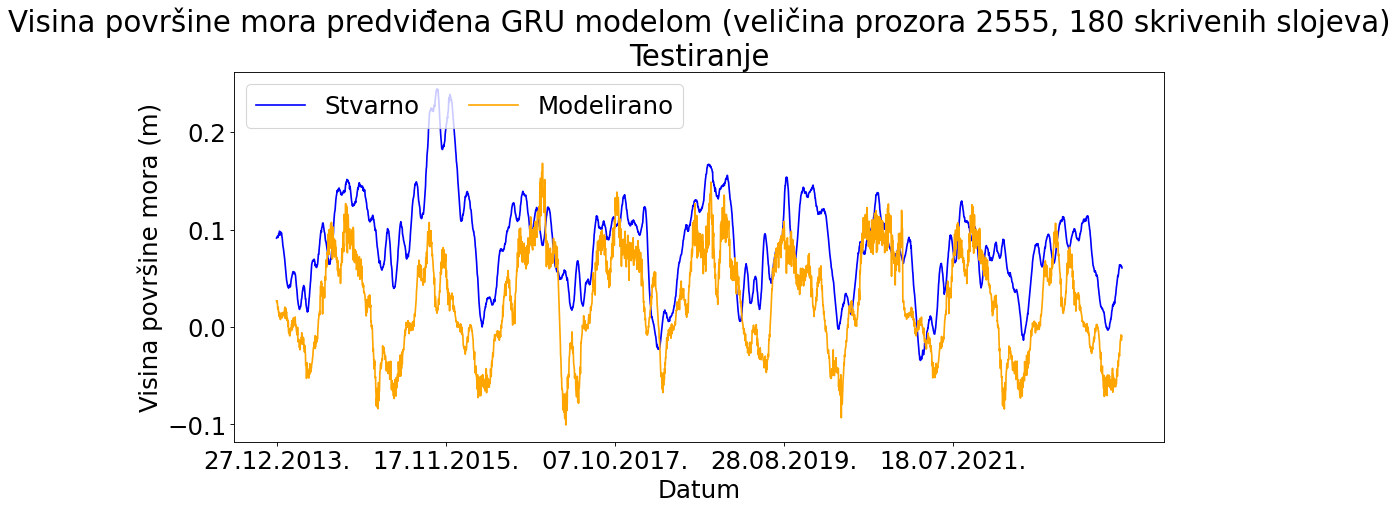 Visina površine mora predviđena GRU modelom (veličina prozora 2555, 180 skrivenih slojeva)
Testiranje
Stvarno
Modelirano
Visina površine mora (m)
0.2
0.1
0.0
−0.1
27.12.2013.
17.11.2015.
07.10.2017.
28.08.2019.
18.07.2021.
Datum